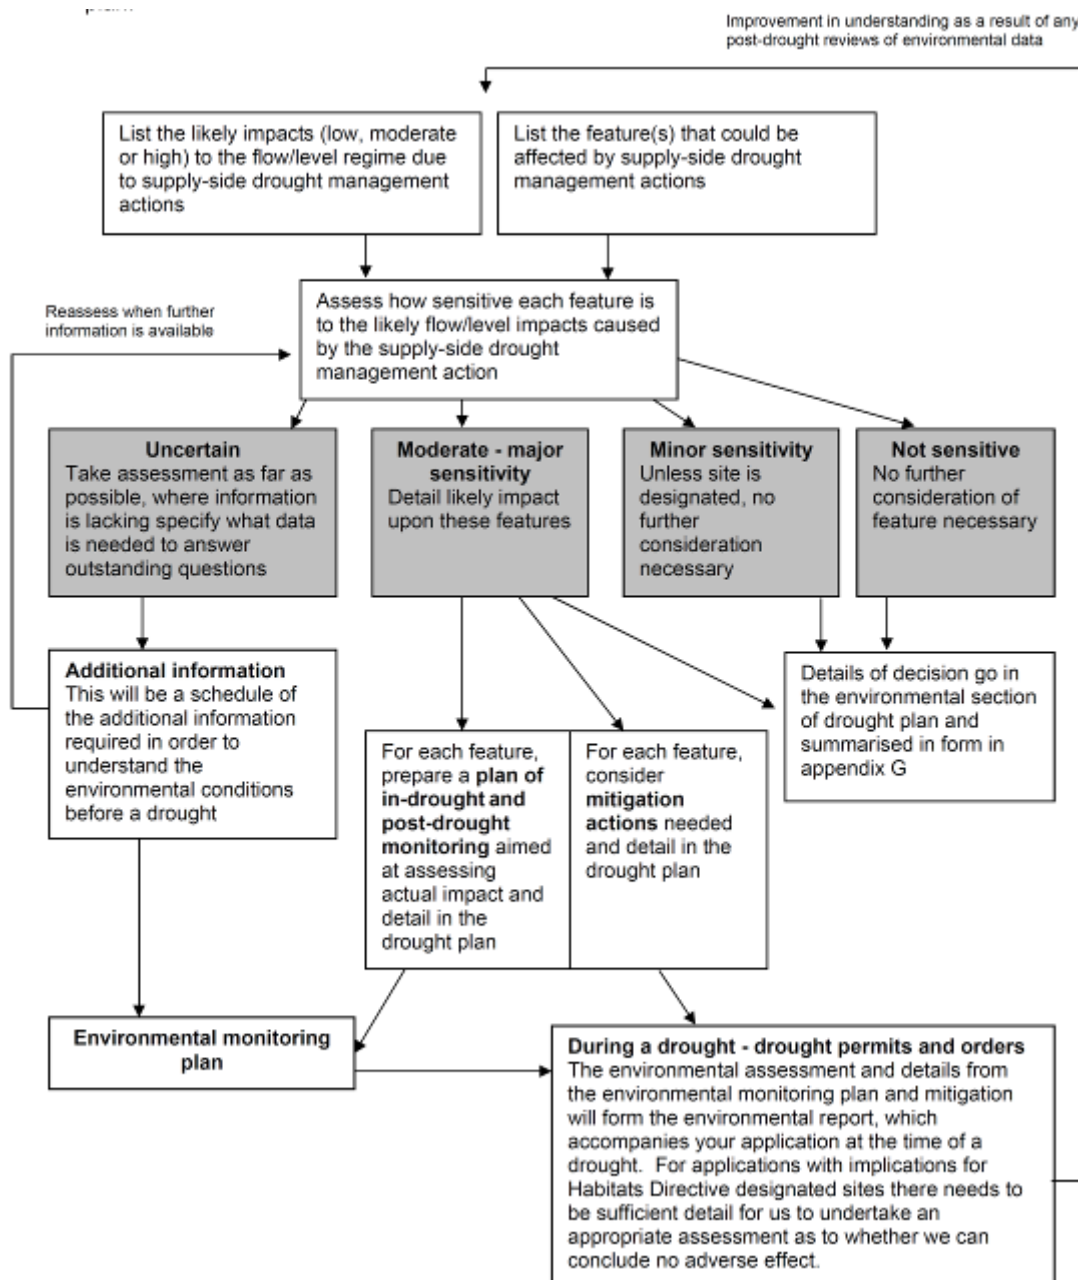 Improvement in understanding as a result of any
post-drought reviews of environmental data
List the likely impacts (low, moderate
or high) to the flow/level regime due
to supply-side drought management
actions
List the feature(s) that could be
affected by supply-side drought
management actions
Reassess when further
information is available
Assess how sensitive each feature is
to the likely flow/level impacts caused
by the supply-side drought
management action
Uncertain
Take assessment as far as
possible, where information
is lacking specify what data
is needed to answer
outstanding questions
Moderate - major
sensitivity
Detail likely impact
upon these features
Minor sensitivity
Unless site is
designated, no
further
consideration
necessary
Not sensitive
No further
consideration of
feature necessary
Additional information
This will be a schedule of
the additional information
required in order to
understand the
environmental conditions
before a drought
For each feature,
prepare a plan of
in-drought and
post-drought
monitoring aimed
at assessing
actual impact and
detail in the
drought plan
For each feature,
consider
mitigation
actions needed
and detail in the
drought plan
Details of decision go in
the environmental section
of drought plan and
summarised in form in
appendix G
Environmental monitoring
plan
During a drought - drought permits and orders
The environmental assessment and details from
the environmental monitoring plan and mitigation
will form the environmental report, which
accompanies your application at the time of a
drought. For applications with implications for
Habitats Directive designated sites there needs to
be sufficient detail for us to undertake an
appropriate assessment as to whether we can
conclude no adverse effect.